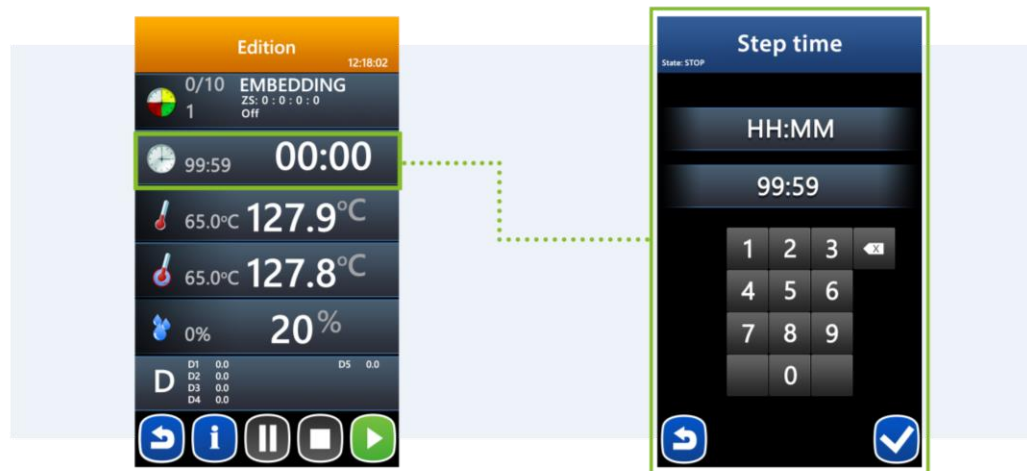 Edition
12:18:02
0/10 EMBEDDING
ZS: 0 : 0 : 0 : 0
1 Off
99:59 00:00
65.0°C 127.9°C
65.0°C 127.8°C
0% 20%
D
D1 0.0 D5 0.0
D2 0.0
D3 0.0
D4 0.0
i
Step time
State: STOP
HH:MM
99:59
1 2 3
4 5 6
7 8 9
0